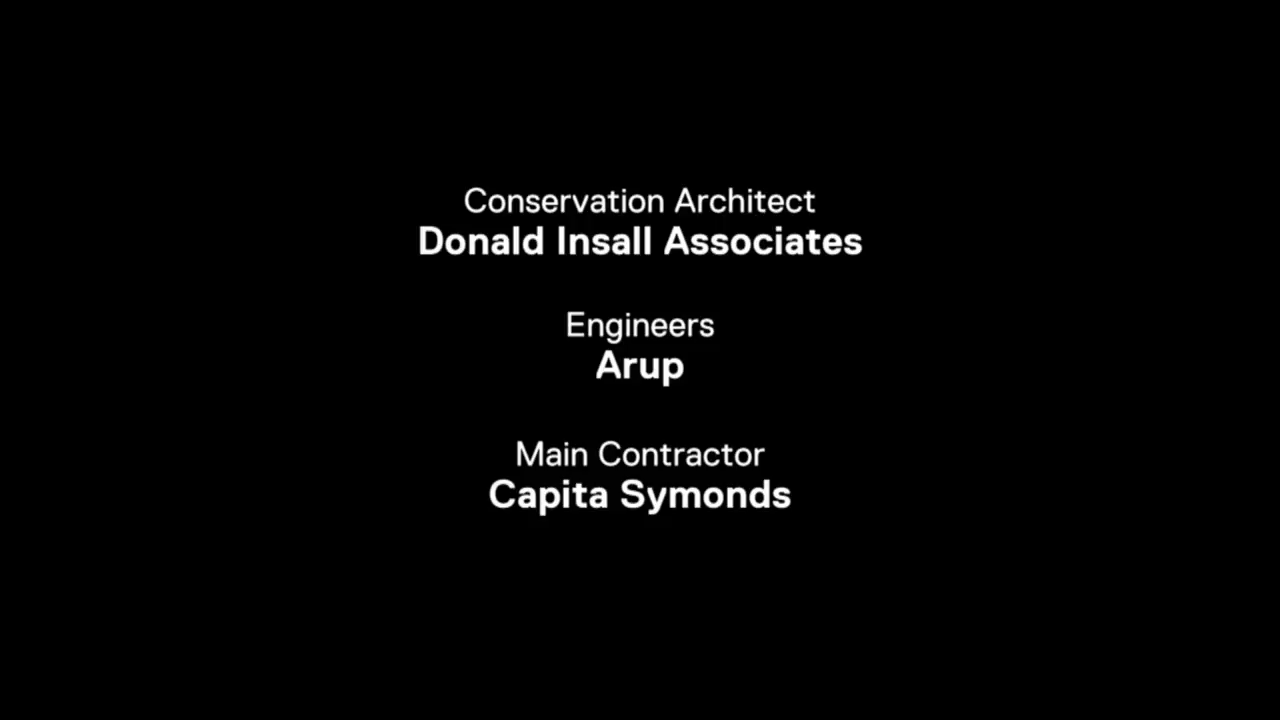 Conservation Architect
Donald Insall Associates
Engineers
Arup
Main Contractor
Capita Symonds